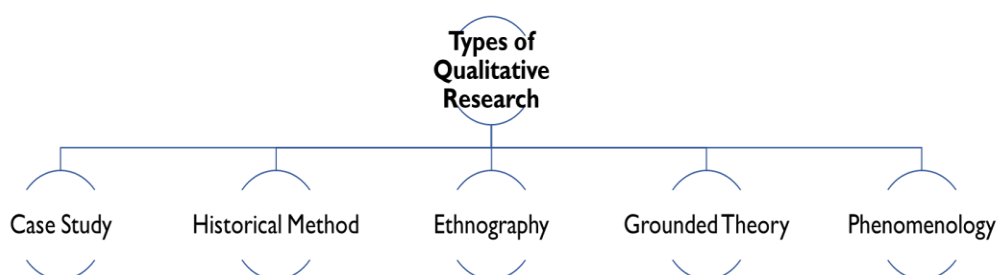 Types of
Qualitative
Research
Case Study
Historical Method
Ethnography
Grounded Theory
Phenomenology